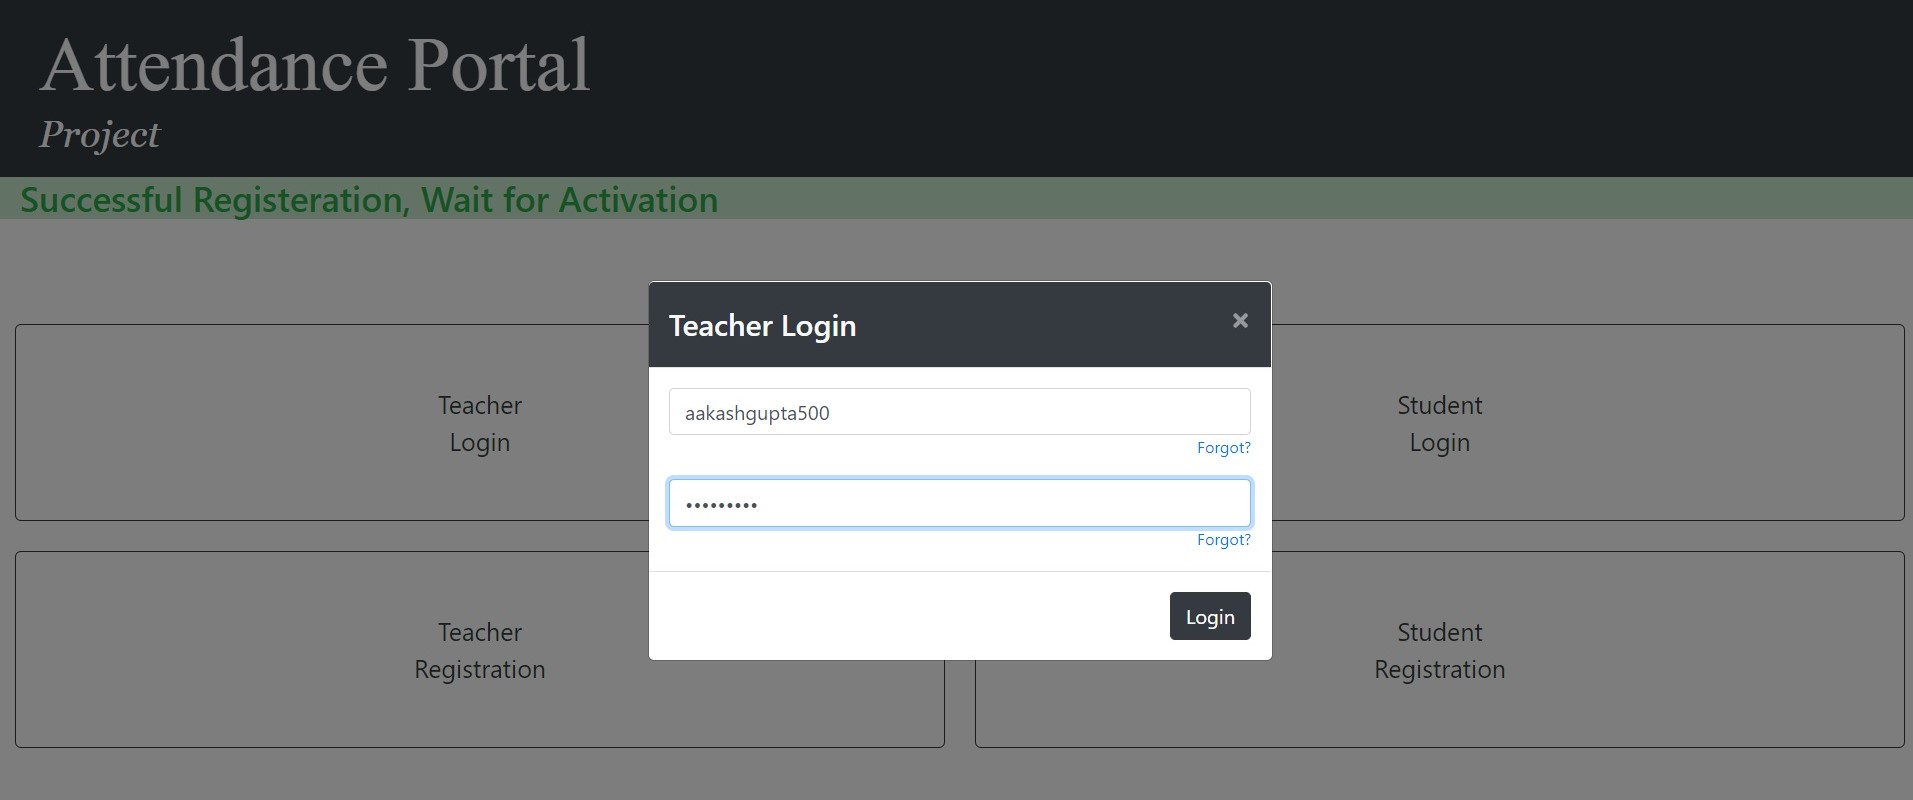 Attendance Portal
Project
Successful Registeration, Wait for Activation
Teacher Login
×
aakashgupta500
Forgot?
•••••••••
Forgot?
Login
Teacher
Login
Student
Login
Teacher
Registration
Student
Registration